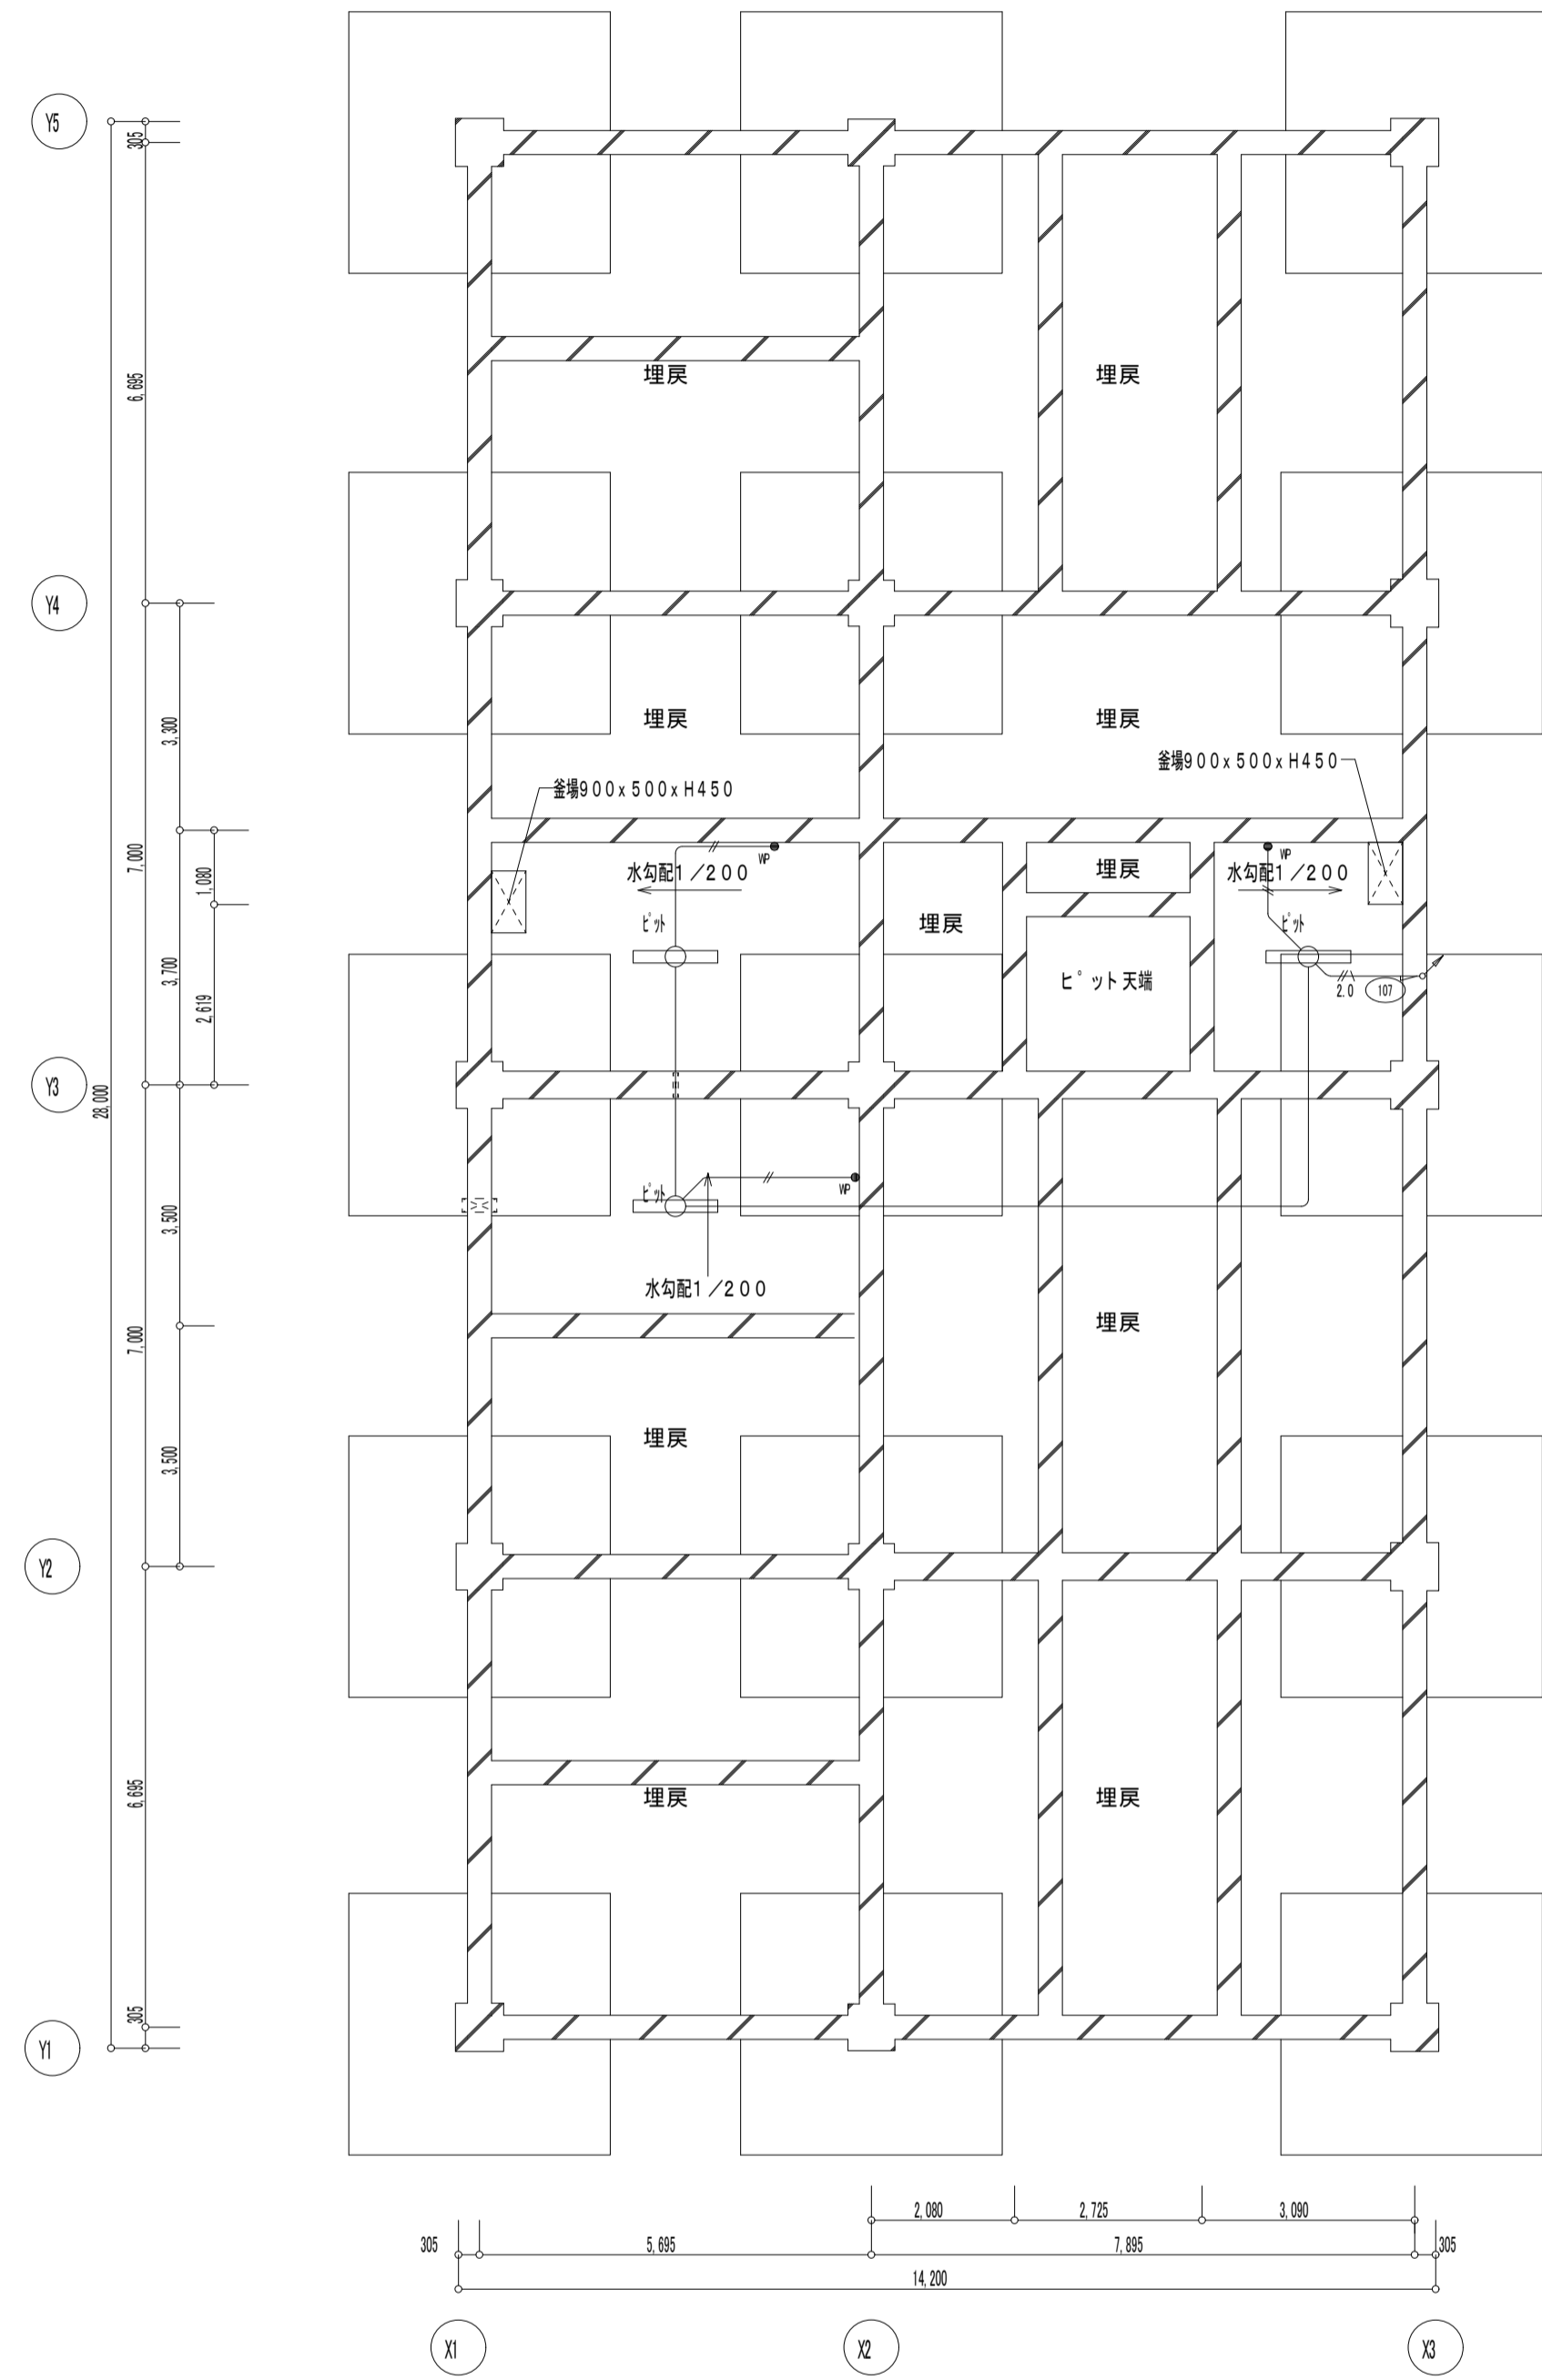 Y5
305
6,695
埋戻
埋戻
Y4
3,300
埋戻
埋戻
釜場900x500xH450
釜場900x500xH450
7,000
1,080
WP
WP
水勾配1/200
埋戻
水勾配1/200
ピット
埋戻
ピット
3,700
2,619
ピット天端
2.0
107
Y3
28,000
ピット
WP
3,500
水勾配1/200
埋戻
7,000
埋戻
3,500
Y2
6,695
埋戻
埋戻
305
Y1
2,080
2,725
3,090
305
5,695
7,895
305
14,200
X1
X2
X3